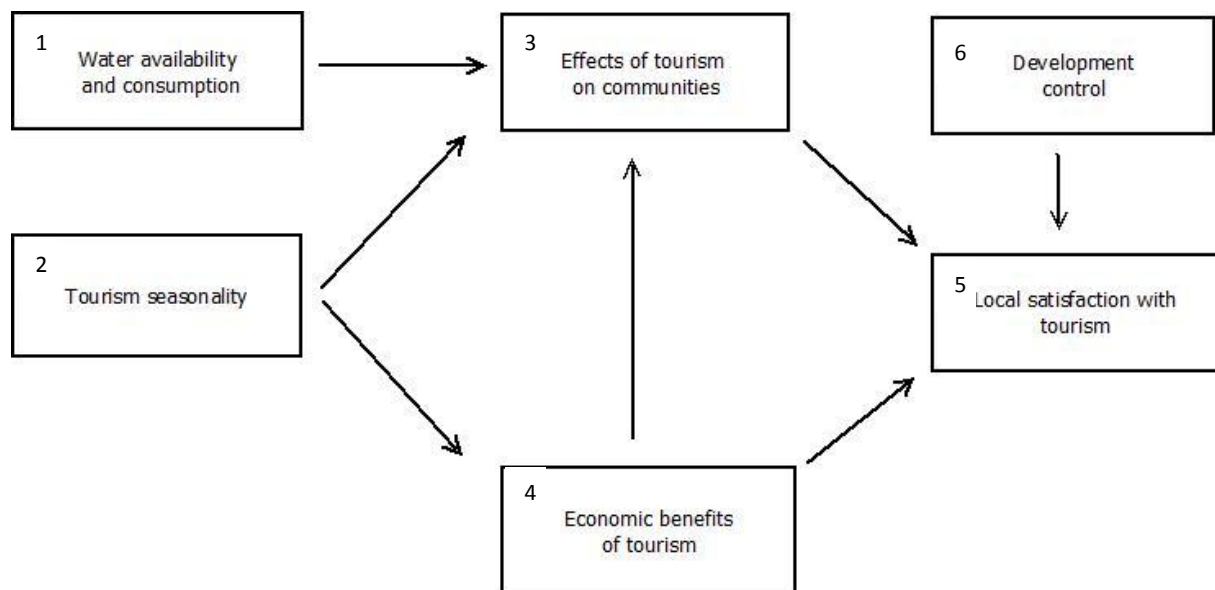 1
Water availability
and consumption
2
Tourism seasonality
3
Effects of tourism
on communities
4
Economic benefits
of tourism
5
Local satisfaction with
tourism
6
Development
control